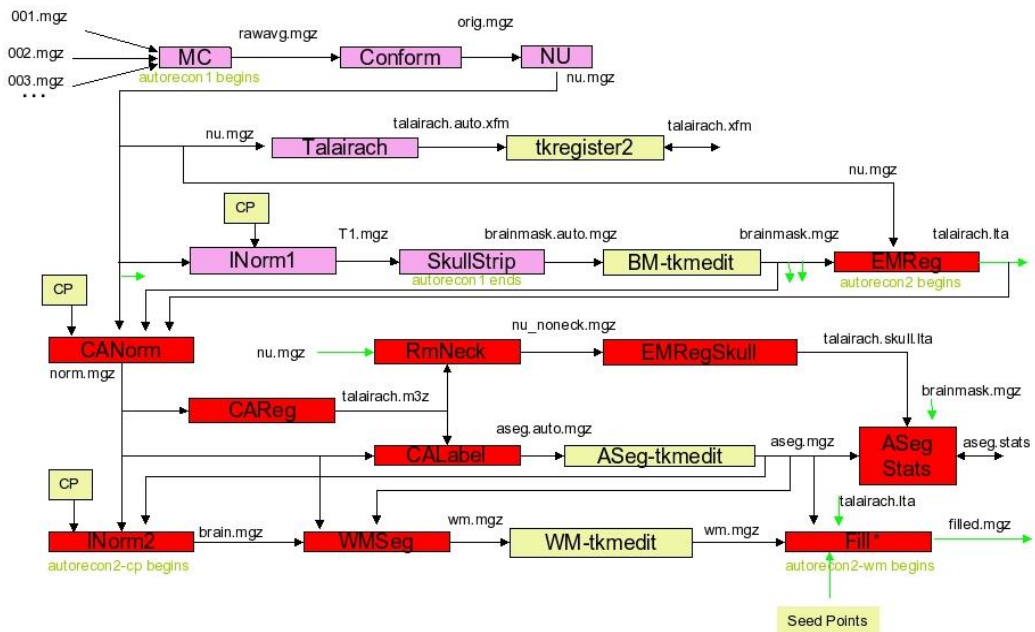 001.mgz
rawavg.mgz
orig.mgz
002.mgz
MC
Conform
NU
003.mgz
autorecon1 begins
nu.mgz
...
nu.mgz
talairach.auto.xfm
talairach.xfm
Talairach
tkregister2
nu.mgz
CP
T1.mgz
brainmask.auto.mgz
brainmask.mgz
talairach.lta
INorm1
SkullStrip
BM-tkmedit
EMReg
autorecon1 ends
autorecon2 begins
CP
nu_noneck.mgz
CANorm
nu.mgz
RmNeck
EMRegSkull
talairach.skull.lta
norm.mgz
brainmask.mgz
CAReg
talairach.m3z
aseg.auto.mgz
aseg.mgz
ASeg
Stats
aseg.stats
CALabel
ASeg-tkmedit
CP
talairach.lta
INorm2
brain.mgz
WMSeg
wm.mgz
WM-tkmedit
wm.mgz
Fill*
filled.mgz
autorecon2-cp begins
autorecon2-wm begins
Seed Points